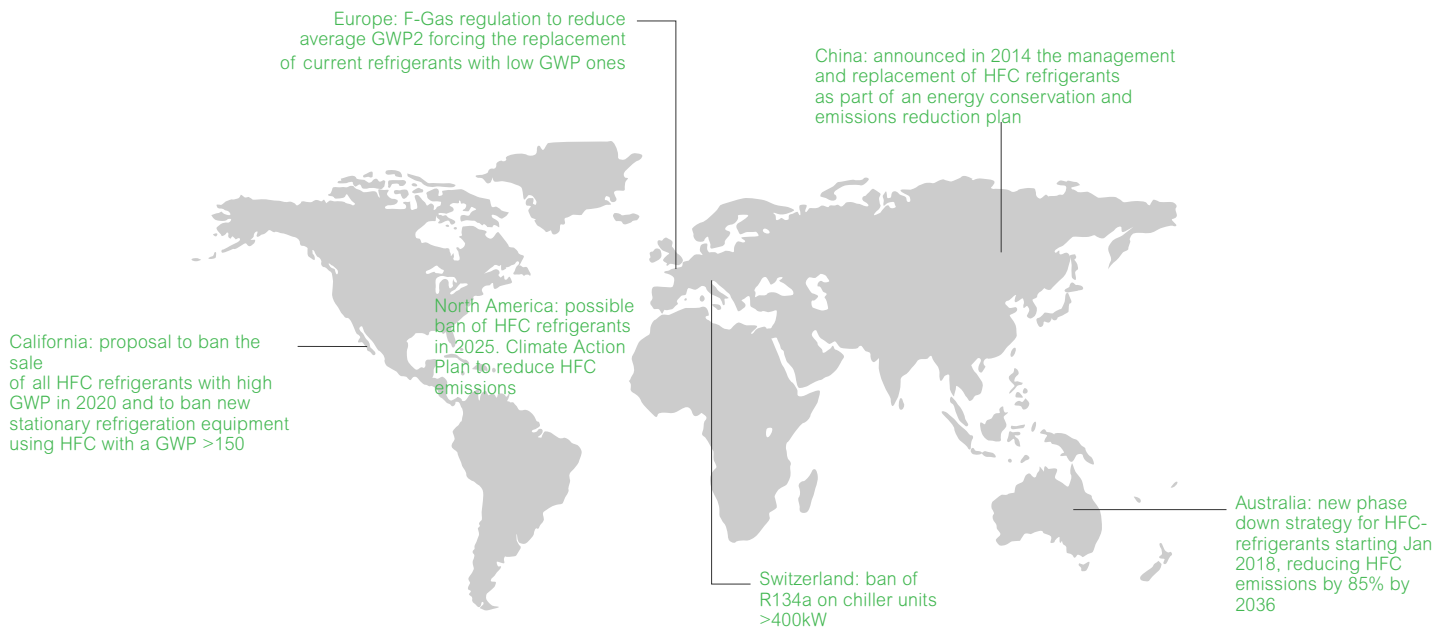 Europe: F-Gas regulation to reduce
average GWP2 forcing the replacement
of current refrigerants with low GWP ones
China: announced in 2014 the management
and replacement of HFC refrigerants
as part of an energy conservation and
emissions reduction plan
North America: possible
ban of HFC refrigerants
in 2025. Climate Action
Plan to reduce HFC
emissions
California: proposal to ban the
sale
of all HFC refrigerants with high
GWP in 2020 and to ban new
stationary refrigeration equipment
using HFC with a GWP >150
Australia: new phase
down strategy for HFC-
refrigerants starting Jan
2018, reducing HFC
emissions by 85% by
2036
Switzerland: ban of
R134a on chiller units
>400kW